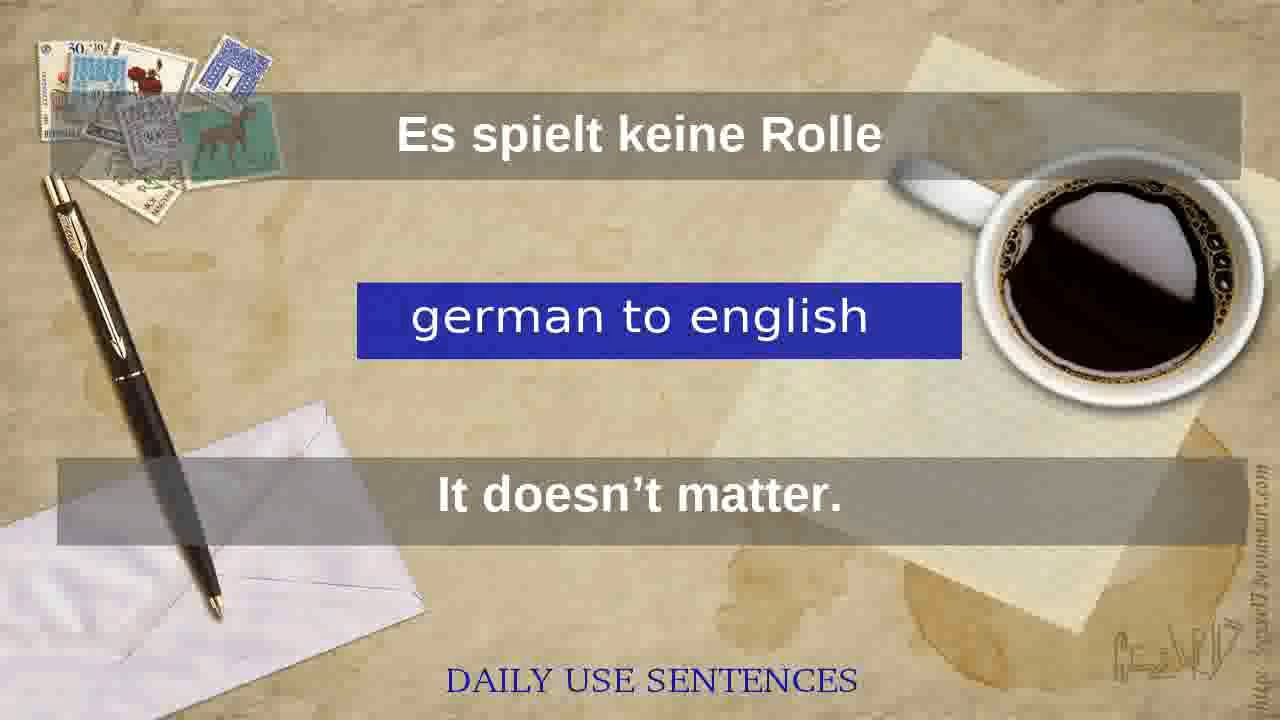 Es spielt keine Rolle
german to english
It doesn’t matter.
DAILY USE SENTENCES